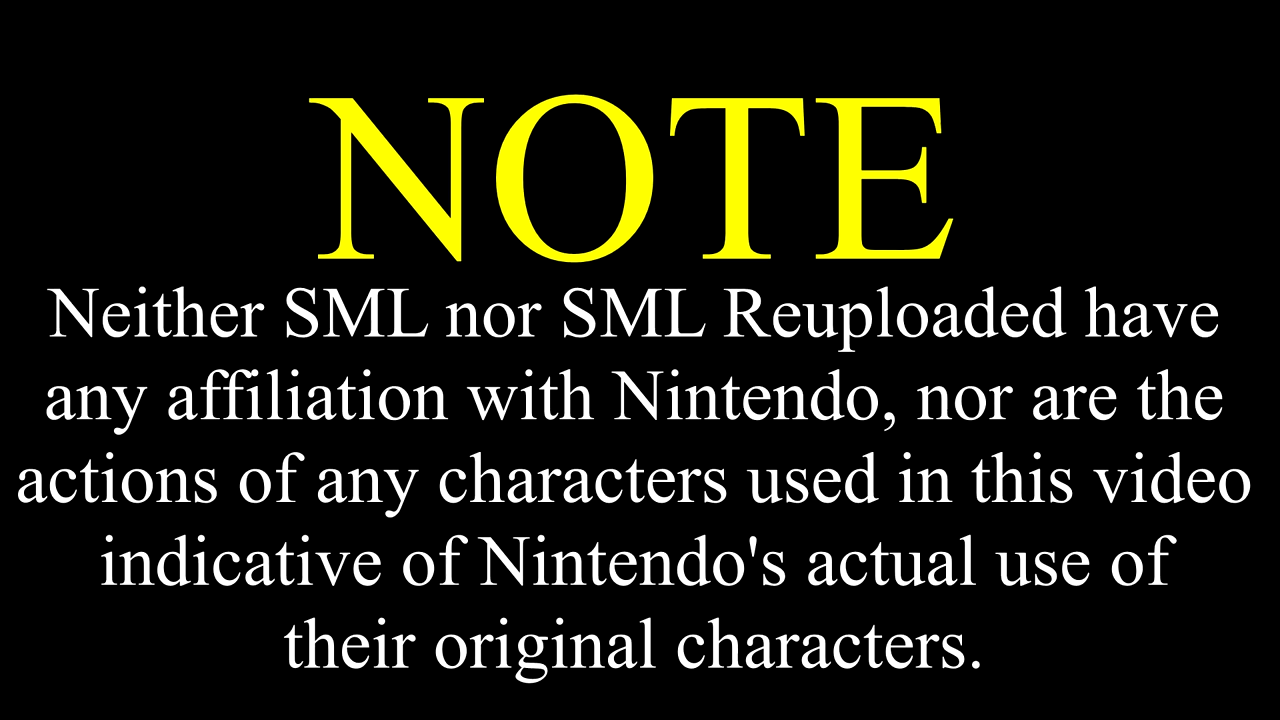 NOTE
Neither SML nor SML Reuploaded have
any affiliation with Nintendo, nor are the
actions of any characters used in this video
indicative of Nintendo's actual use of
their original characters.